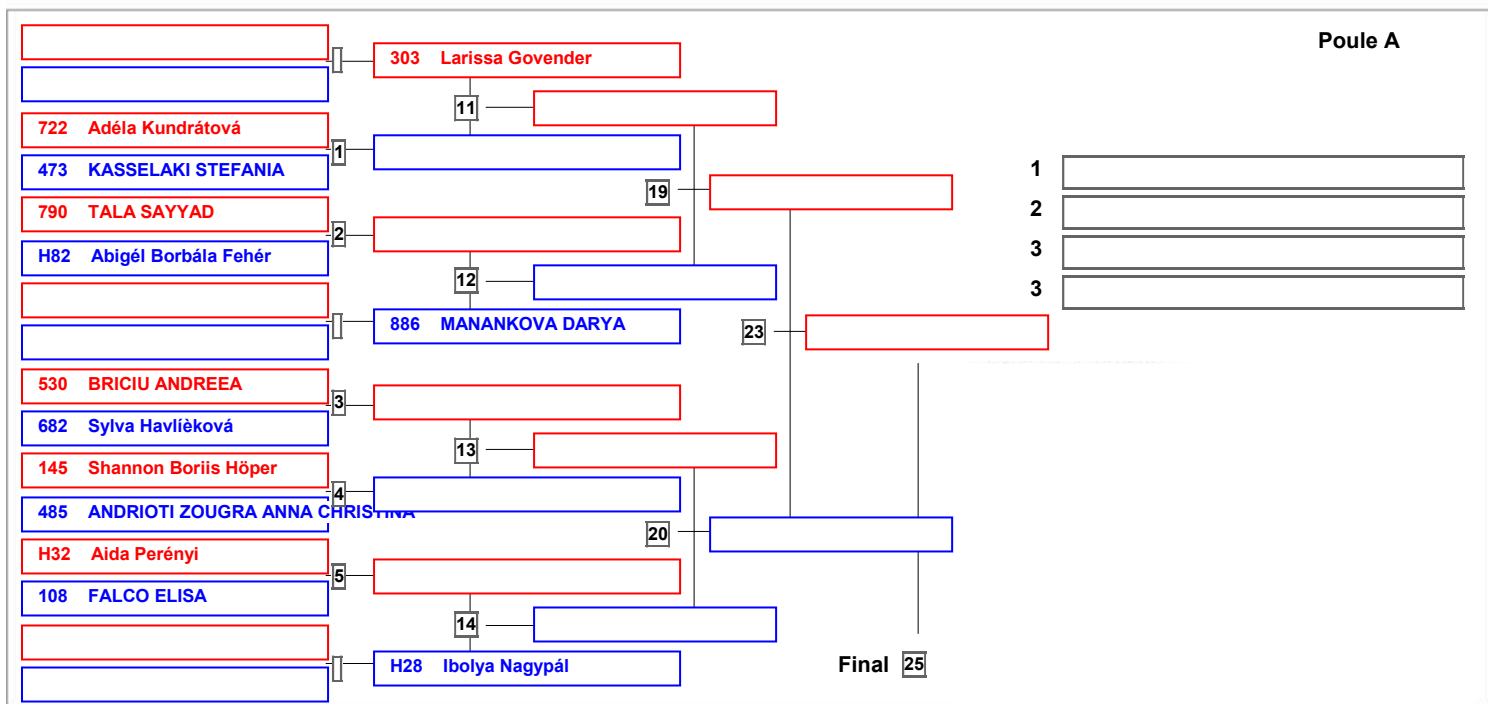 Poule A
303 Larissa Govender
11
722 Adéla Kundrátová
1
473 KASSELAKI STEFANIA
790 TALA SAYYAD
2
H82 Abigél Borbála Fehér
12
886 MANANKOVA DARYA
19
530 BRICIU ANDREEA
3
682 Sylva Havlíèková
13
145 Shannon Boriis Höper
4
485 ANDRIOTI ZOUGRA ANNA CHRISTINA
H32 Aida Perényi
5
108 FALCO ELISA
14
H28 Ibolya Nagypál
20
23
Final 25
1
2
3
3